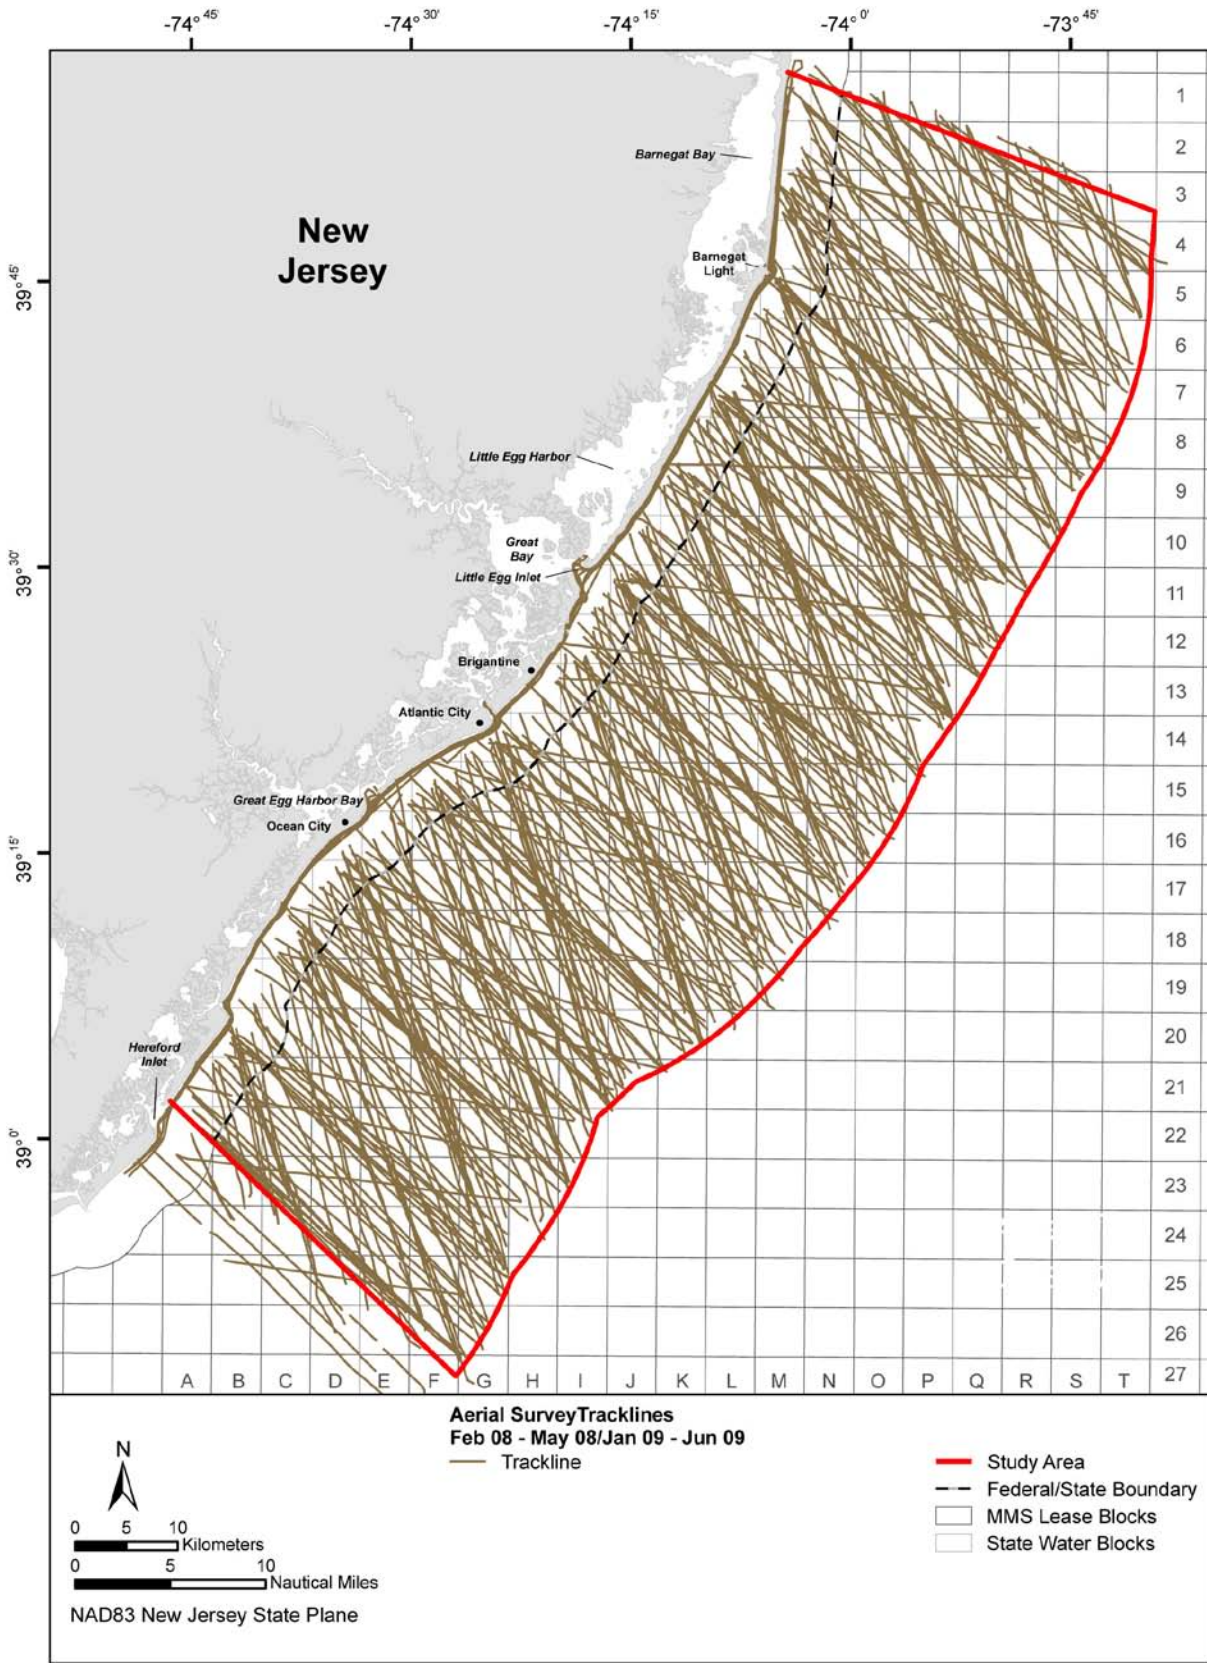 -74° 45'
-74° 30'
-74° 15'
-74° 0'
-73° 45'
1
Barnegat Bay
2
3
New
Jersey
4
Barnegat
Light
39° 45'
5
6
7
8
Little Egg Harbor
9
Great
Bay
10
39° 30'
Little Egg Inlet
11
12
Brigantine
13
Atlantic City
14
15
Great Egg Harbor Bay
Ocean City
16
39° 15'
17
18
19
20
Hereford
Inlet
21
39° 0'
22
23
24
25
26
27
A B C D E F G H I J K L M N O P Q R S T
Aerial SurveyTracklines
Feb 08 - May 08/Jan 09 - Jun 09
Trackline
Study Area
Federal/State Boundary
MMS Lease Blocks
State Water Blocks
N
0 5 10
Kilometers
0 5 10
Nautical Miles
NAD83 New Jersey State Plane